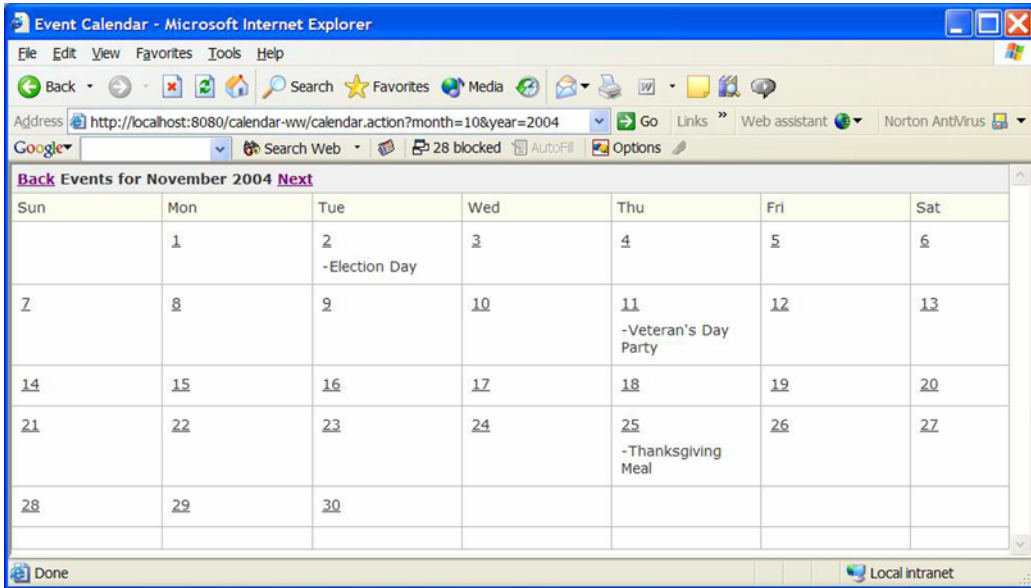 Event Calendar - Microsoft Internet Explorer
File Edit View Favorites Tools Help
Back Search Favorites Media
Address http://localhost:8080/calendar-ww/calendar.action?month=10&year=2004 Go Links » Web assistant Norton AntiVirus
Google Search Web 28 blocked AutoFill Options
Back Events for November 2004 Next
Sun Mon Tue Wed Thu Fri Sat
1 2 3 4 5 6
-Election Day
7 8 9 10 11 12 13
-Veteran's Day
Party
14 15 16 17 18 19 20
21 22 23 24 25 26 27
-Thanksgiving
Meal
28 29 30
Done Local intranet